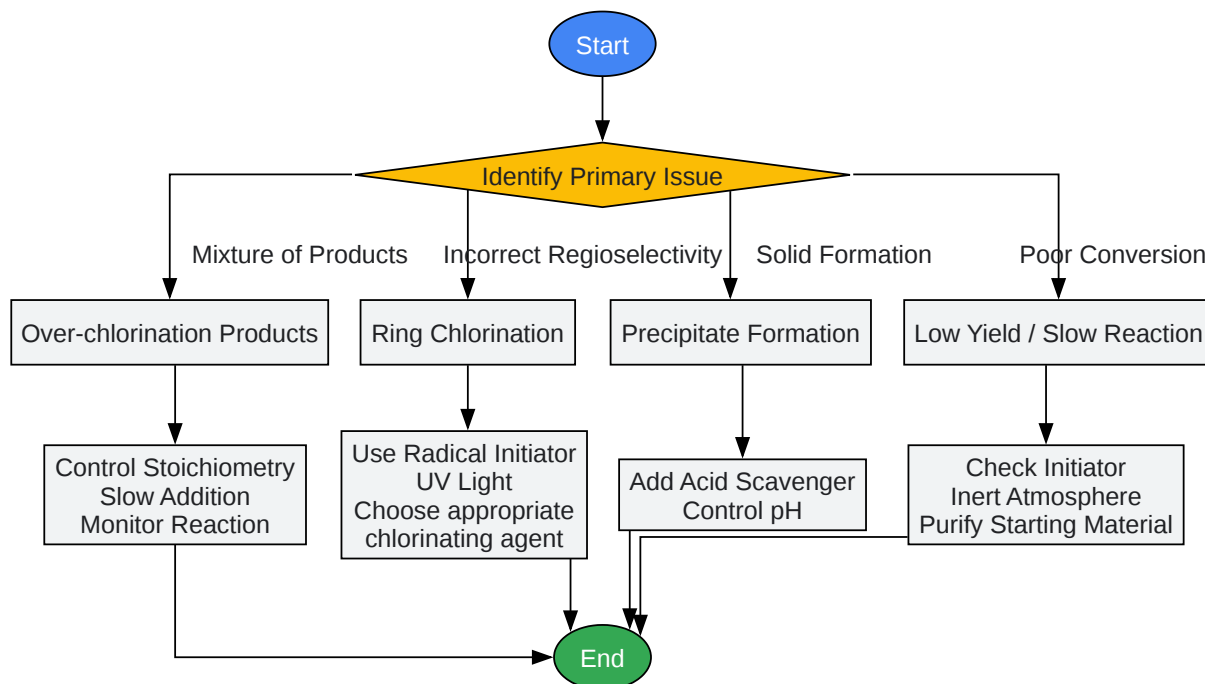 Start
Identify Primary Issue
Mixture of Products
Incorrect Regioselectivity
Solid Formation
Poor Conversion
Over-chlorination Products
Ring Chlorination
Precipitate Formation
Low Yield / Slow Reaction
Control Stoichiometry
Slow Addition
Monitor Reaction
Use Radical Initiator
UV Light
Choose appropriate
chlorinating agent
Add Acid Scavenger
Control pH
Check Initiator
Inert Atmosphere
Purify Starting Material
End